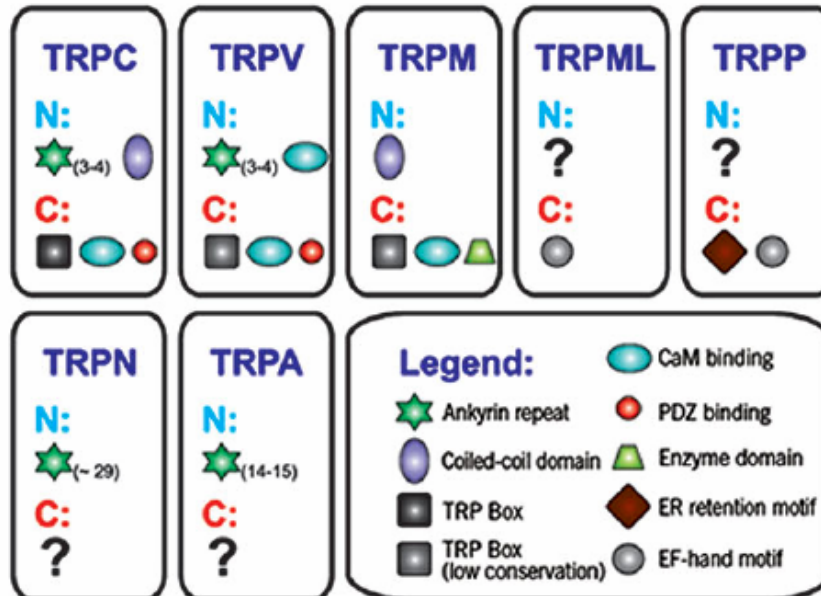 TRPC
N:
(3-4)
C:
TRPV
N:
(3-4)
C:
TRPM
N:
C:
TRPML
N:
?
C:
TRPP
N:
?
C:
TRPN
N:
(~ 29)
C:
?
TRPA
N:
(14-15)
C:
?
Legend:
Ankyrin repeat
Coiled-coil domain
TRP Box
TRP Box
(low conservation)
CaM binding
PDZ binding
Enzyme domain
ER retention motif
EF-hand motif